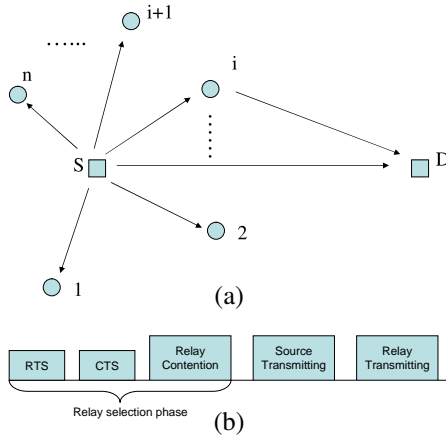 i+1
......
n
i
S
D
2
1
(a)
RTS
CTS
Relay
Contention
Source
Transmitting
Relay
Transmitting
Relay selection phase
(b)